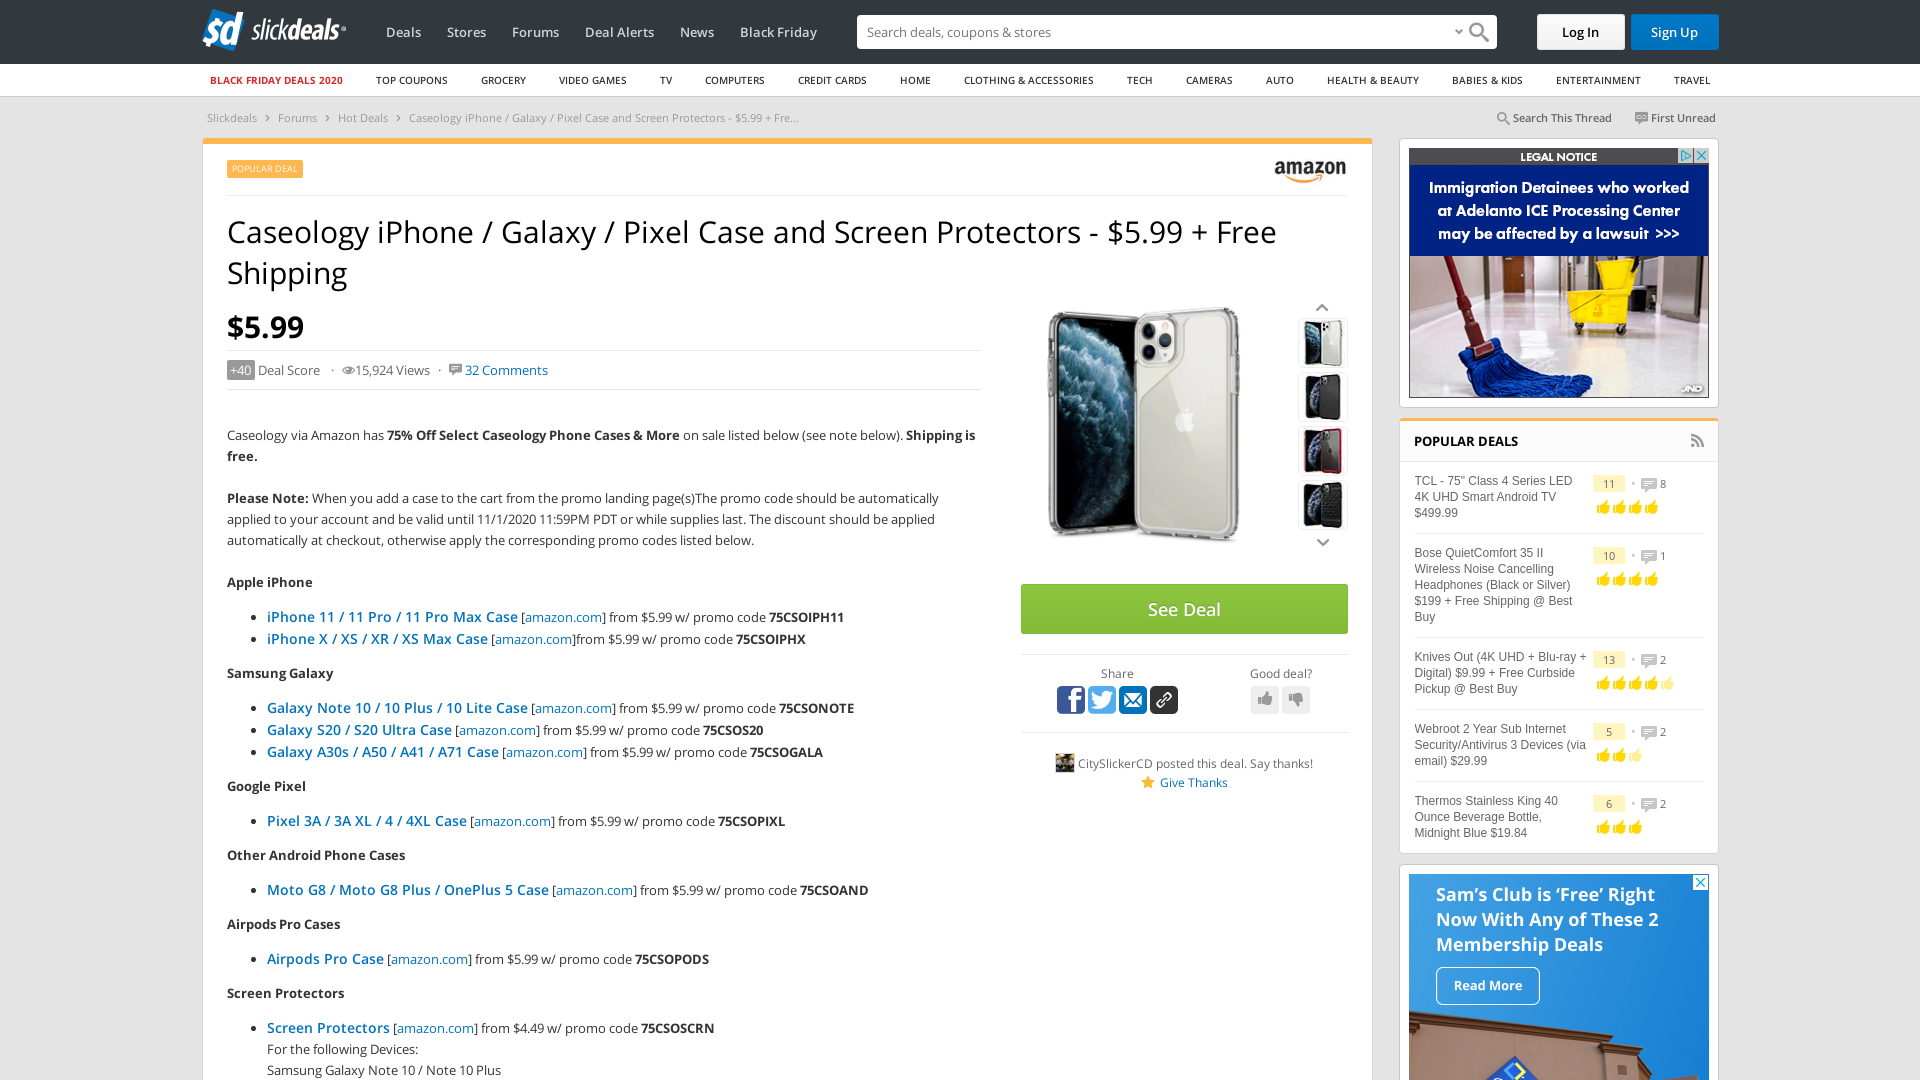 slickdeals
Deals
Stores
Forums
Deal Alerts
News
Black Friday
Search deals, coupons & stores
Log In
Sign Up
BLACK FRIDAY DEALS 2020
TOP COUPONS
GROCERY
VIDEO GAMES
TV
COMPUTERS
CREDIT CARDS
HOME
CLOTHING & ACCESSORIES
TECH
CAMERAS
AUTO
HEALTH & BEAUTY
BABIES & KIDS
ENTERTAINMENT
TRAVEL
Slickdeals > Forums > Hot Deals > Caseology iPhone / Galaxy / Pixel Case and Screen Protectors - $5.99 + Fre...
Search This Thread
First Unread
POPULAR DEAL
amazon
Caseology iPhone / Galaxy / Pixel Case and Screen Protectors - $5.99 + Free
Shipping
$5.99
+40 Deal Score · 15,924 Views · 32 Comments
Caseology via Amazon has 75% Off Select Caseology Phone Cases & More on sale listed below (see note below). Shipping is
free.
Please Note: When you add a case to the cart from the promo landing page(s)The promo code should be automatically
applied to your account and be valid until 11/1/2020 11:59PM PDT or while supplies last. The discount should be applied
automatically at checkout, otherwise apply the corresponding promo codes listed below.
Apple iPhone
• iPhone 11 / 11 Pro / 11 Pro Max Case [amazon.com] from $5.99 w/ promo code 75CSOIPH11
• iPhone X / XS / XR / XS Max Case [amazon.com]from $5.99 w/ promo code 75CSOIPHX
Samsung Galaxy
• Galaxy Note 10 / 10 Plus / 10 Lite Case [amazon.com] from $5.99 w/ promo code 75CSONOTE
• Galaxy S20 / S20 Ultra Case [amazon.com] from $5.99 w/ promo code 75CSOS20
• Galaxy A30s / A50 / A41 / A71 Case [amazon.com] from $5.99 w/ promo code 75CSOGALA
Google Pixel
• Pixel 3A / 3A XL / 4 / 4XL Case [amazon.com] from $5.99 w/ promo code 75CSOPIXL
Other Android Phone Cases
• Moto G8 / Moto G8 Plus / OnePlus 5 Case [amazon.com] from $5.99 w/ promo code 75CSOAND
Airpods Pro Cases
• Airpods Pro Case [amazon.com] from $5.99 w/ promo code 75CSOPODS
Screen Protectors
• Screen Protectors [amazon.com] from $4.49 w/ promo code 75CSOSCRN
For the following Devices:
Samsung Galaxy Note 10 / Note 10 Plus
See Deal
Share
Good deal?
CitySlickerCD posted this deal. Say thanks!
Give Thanks
LEGAL NOTICE
Immigration Detainees who worked
at Adelanto ICE Processing Center
may be affected by a lawsuit >>>
JND
POPULAR DEALS
TCL - 75" Class 4 Series LED
4K UHD Smart Android TV
$499.99
11 • 8
Bose QuietComfort 35 II
Wireless Noise Cancelling
Headphones (Black or Silver)
$199 + Free Shipping @ Best
Buy
10 • 1
Knives Out (4K UHD + Blu-ray +
Digital) $9.99 + Free Curbside
Pickup @ Best Buy
13 • 2
Webroot 2 Year Sub Internet
Security/Antivirus 3 Devices (via
email) $29.99
5 • 2
Thermos Stainless King 40
Ounce Beverage Bottle,
Midnight Blue $19.84
6 • 2
Sam's Club is 'Free' Right
Now With Any of These 2
Membership Deals
Read More